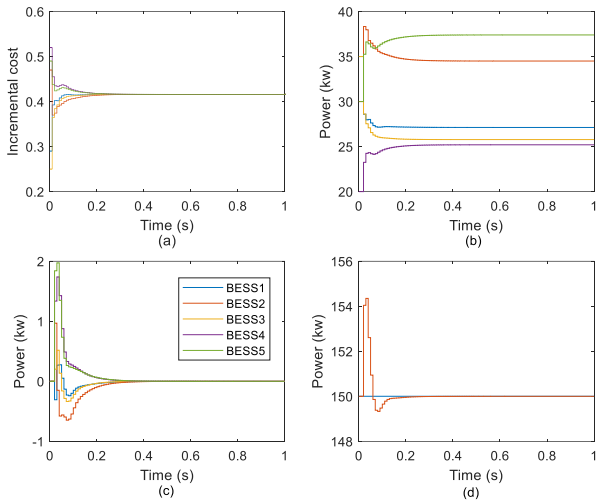 0.6
0.5
0.4
0.3
0.2
Incremental cost
0 0.2 0.4 0.6 0.8 1
Time (s)
(a)
40
35
30
25
20
Power (kw)
0 0.2 0.4 0.6 0.8 1
Time (s)
(b)
2
1
0
-1
Power (kw)
BESS1
BESS2
BESS3
BESS4
BESS5
0 0.2 0.4 0.6 0.8 1
Time (s)
(c)
156
154
152
150
148
Power (kw)
0 0.2 0.4 0.6 0.8 1
Time (s)
(d)